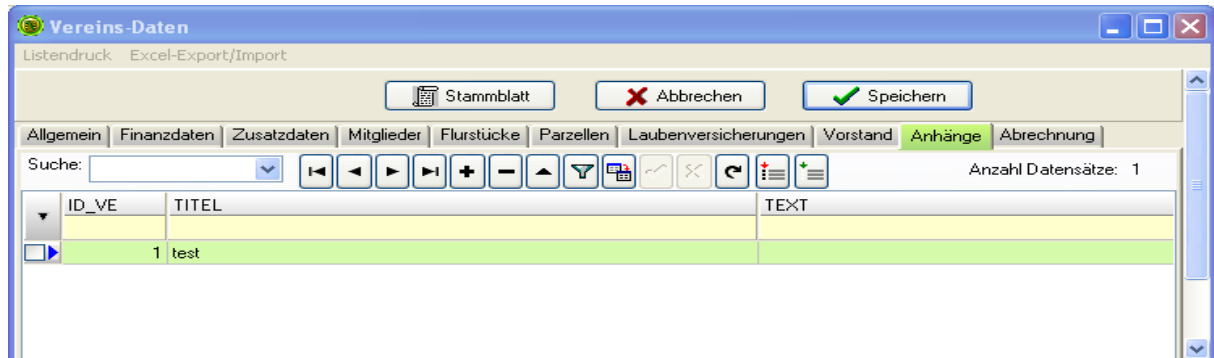 Vereins-Daten
Listendruck Excel-Export/Import
Stammblatt Abbrechen Speichern
Allgemein Finanzdaten Zusatzdaten Mitglieder Flurstücke Parzellen Laubenversicherungen Vorstand Anhänge Abrechnung
Suche: Anzahl Datensätze: 1
ID_VE TITEL TEXT
1 test